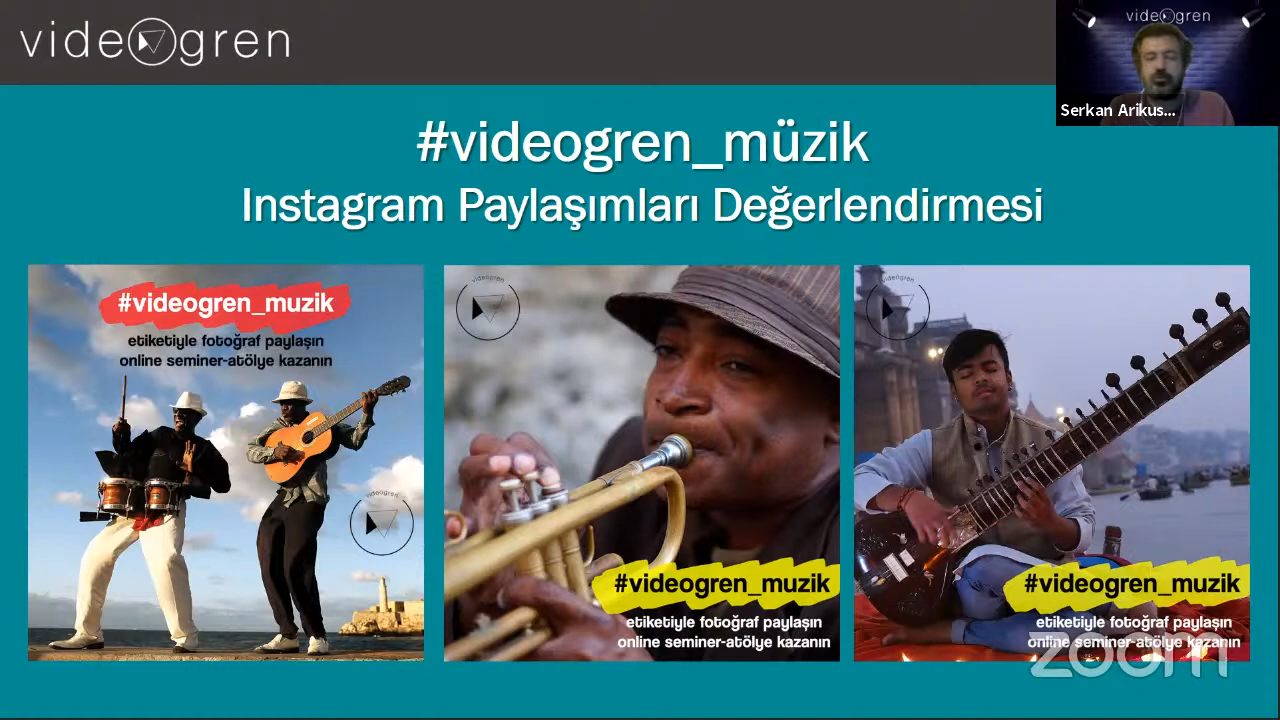 videogren
videogren
Serkan Arikus...
#videogren_müzik
Instagram Paylaşımları Değerlendirmesi
#videogren_muzik
etiketiyle fotoğraf paylaşın
online seminer-atölye kazanın
videogren
videogren
#videogren_muzik
etiketiyle fotoğraf paylaşın
online seminer-atölye kazanın
videogren
#videogren_muzik
etiketiyle fotoğraf paylaşın
online seminer-atölye kazanın
zoom